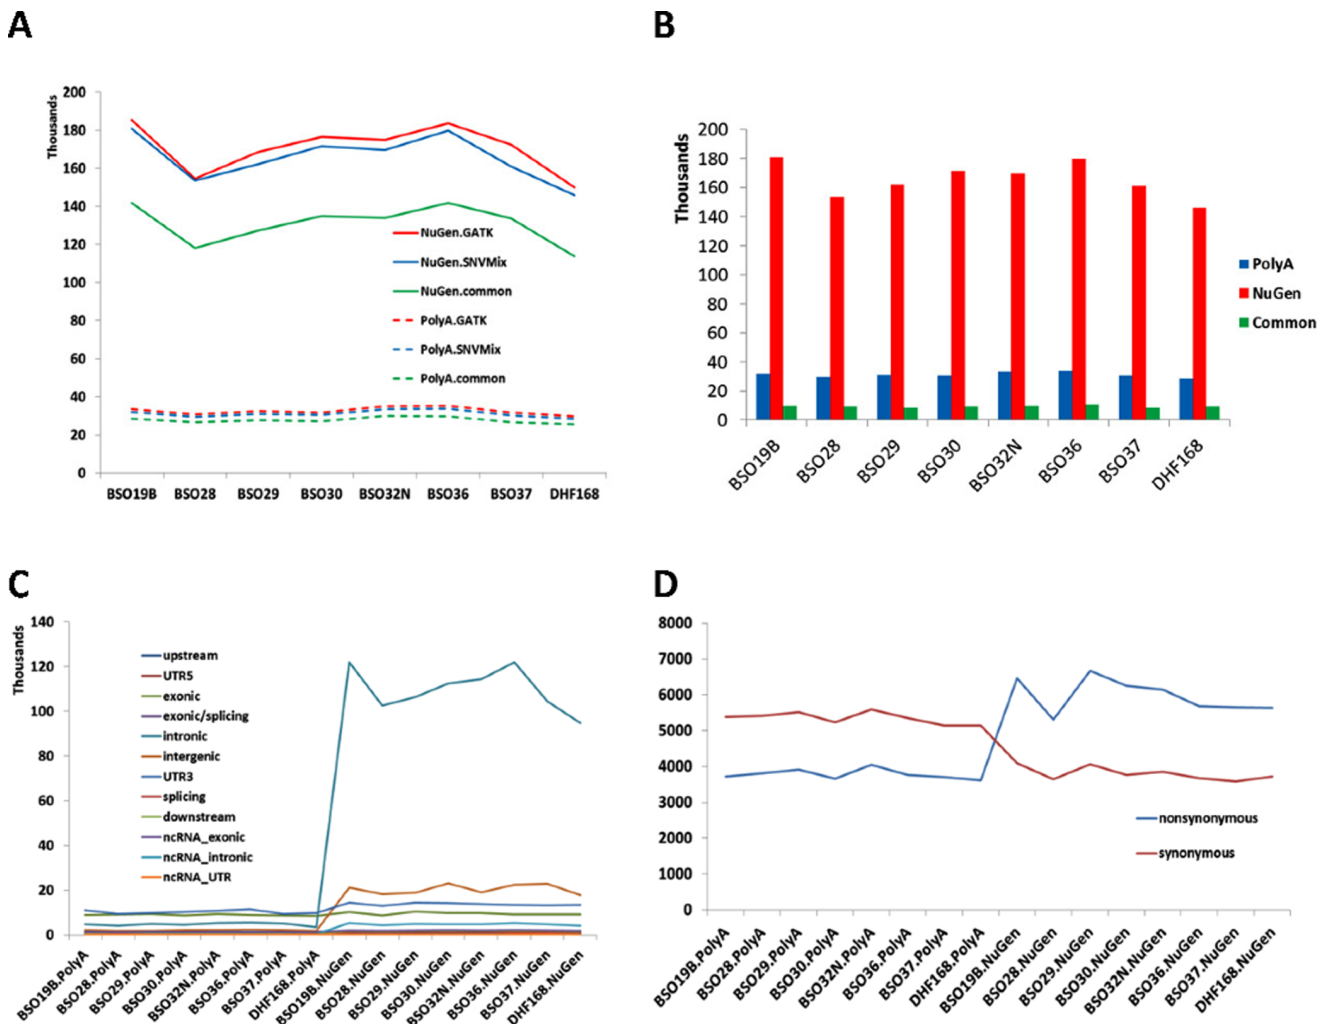 A
Thousands
200
180
160
140
120
100
80
60
40
20
0
NuGen.GATK
NuGen.SNVMix
NuGen.common
PolyA.GATK
PolyA.SNVMix
PolyA.common
BSO19B BSO28 BSO29 BSO30 BSO32N BSO36 BSO37 DHF168
B
Thousands
200
180
160
140
120
100
80
60
40
20
0
PolyA
NuGen
Common
BSO19B BSO28 BSO29 BSO30 BSO32N BSO36 BSO37 DHF168
C
Thousands
140
120
100
80
60
40
20
0
upstream
UTR5
exonic
exonic/splicing
intronic
intergenic
UTR3
splicing
downstream
ncRNA_exonic
ncRNA_intronic
ncRNA_UTR
BSO19B.PolyA
BSO28.PolyA
BSO29.PolyA
BSO30.PolyA
BSO32N.PolyA
BSO36.PolyA
BSO37.PolyA
DHF168.PolyA
BSO19B.NuGen
BSO28.NuGen
BSO29.NuGen
BSO30.NuGen
BSO32N.NuGen
BSO36.NuGen
BSO37.NuGen
DHF168.NuGen
D
8000
7000
6000
5000
4000
3000
2000
1000
0
nonsynonymous
synonymous
BSO19B.PolyA
BSO28.PolyA
BSO29.PolyA
BSO30.PolyA
BSO32N.PolyA
BSO36.PolyA
BSO37.PolyA
DHF168.PolyA
BSO19B.NuGen
BSO28.NuGen
BSO29.NuGen
BSO30.NuGen
BSO32N.NuGen
BSO36.NuGen
BSO37.NuGen
DHF168.NuGen